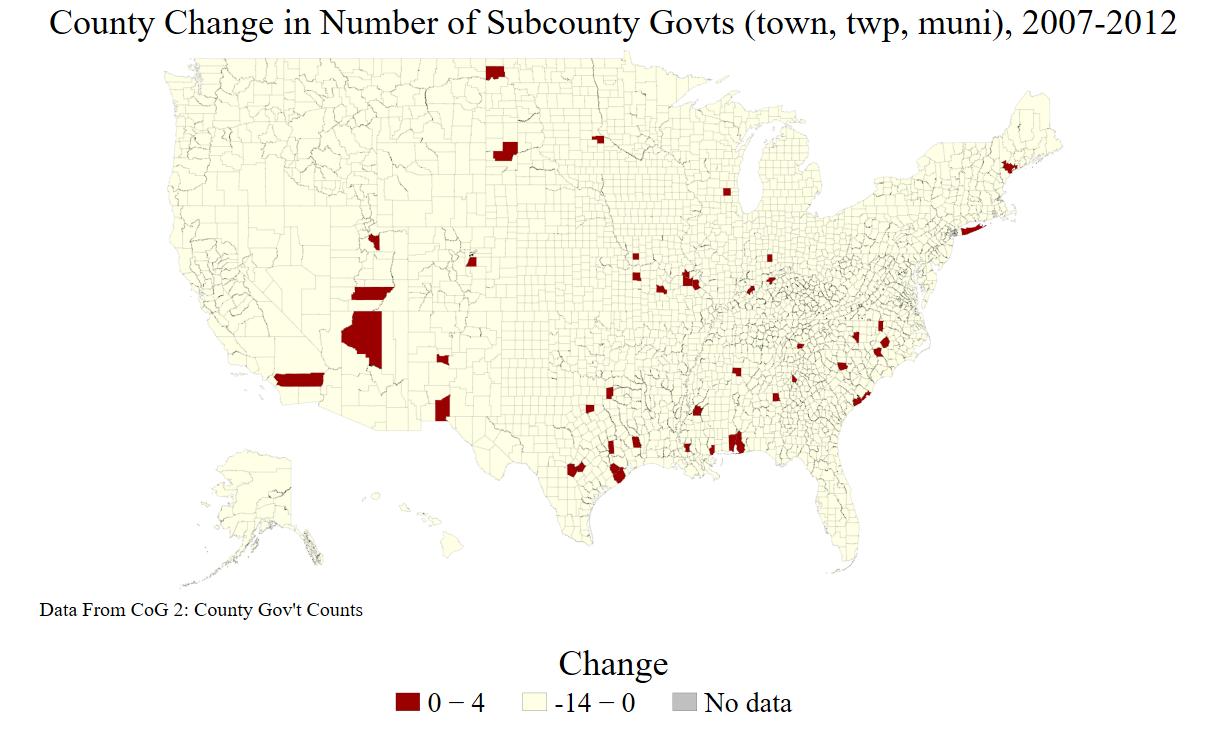 County Change in Number of Subcounty Govts (town, twp, muni), 2007-2012
Data From CoG 2: County Gov't Counts
Change
0 − 4
-14 − 0
No data